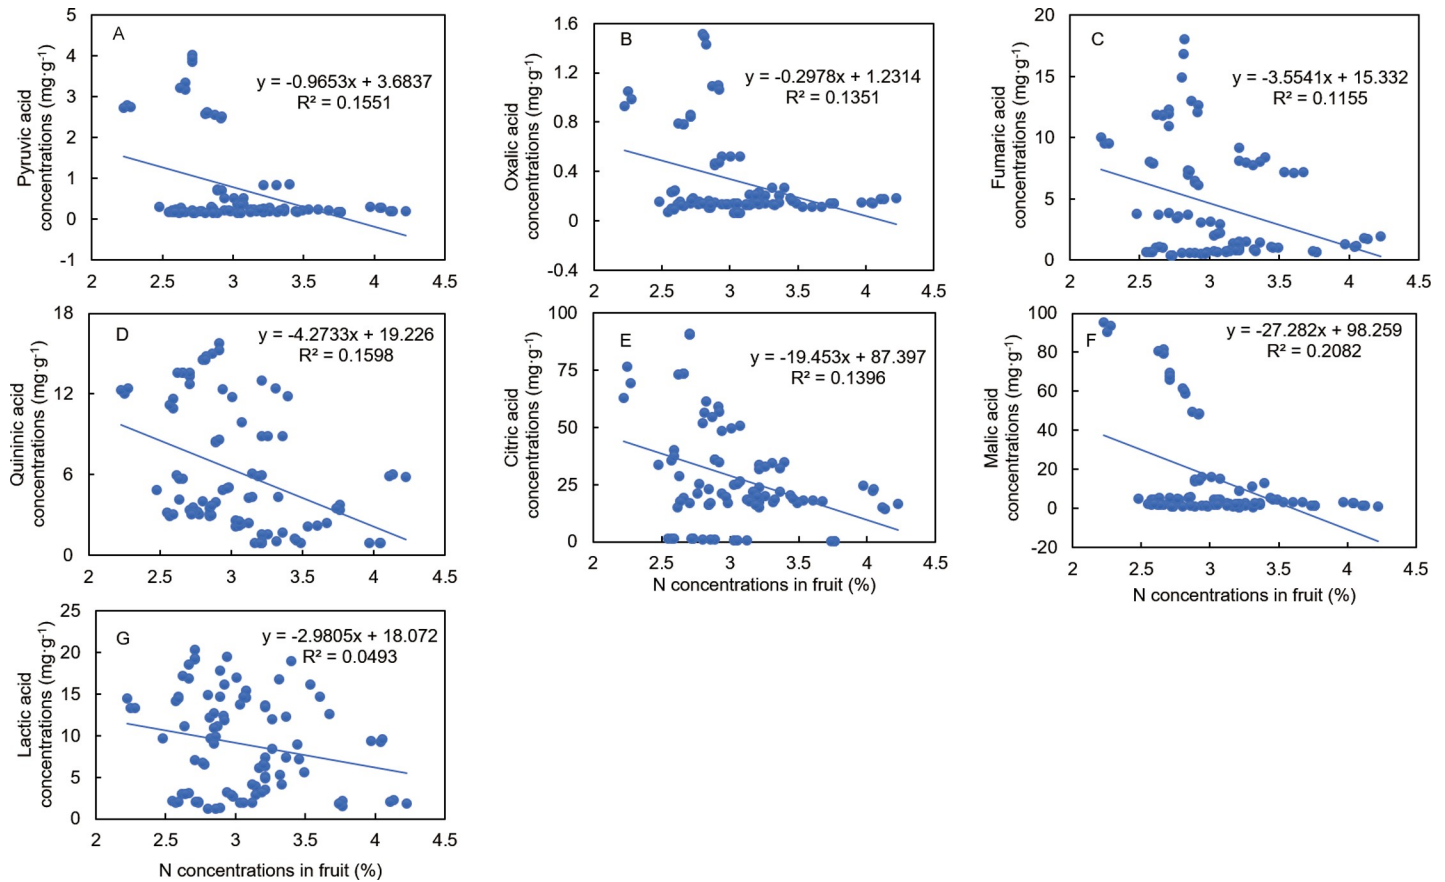 A
y = -0.9653x + 3.6837
R² = 0.1551
Pyruvic acid
concentrations (mg·g⁻¹)
5
4
3
2
1
0
-1
2
2.5
3
3.5
4
4.5
B
y = -0.2978x + 1.2314
R² = 0.1351
Oxalic acid
concentrations (mg·g⁻¹)
1.6
1.2
0.8
0.4
0
-0.4
2
2.5
3
3.5
4
4.5
C
y = -3.5541x + 15.332
R² = 0.1155
Fumaric acid
concentrations (mg·g⁻¹)
20
15
10
5
0
2
2.5
3
3.5
4
4.5
D
y = -4.2733x + 19.226
R² = 0.1598
Quininic acid
concentrations (mg·g⁻¹)
18
12
6
0
2
2.5
3
3.5
4
4.5
E
y = -19.453x + 87.397
R² = 0.1396
Citric acid
concentrations (mg·g⁻¹)
100
75
50
25
0
2
2.5
3
3.5
4
4.5
N concentrations in fruit (%)
F
y = -27.282x + 98.259
R² = 0.2082
Malic acid
concentrations (mg·g⁻¹)
100
80
60
40
20
0
-20
2
2.5
3
3.5
4
4.5
N concentrations in fruit (%)
G
y = -2.9805x + 18.072
R² = 0.0493
Lactic acid
concentrations (mg·g⁻¹)
25
20
15
10
5
0
2
2.5
3
3.5
4
4.5
N concentrations in fruit (%)